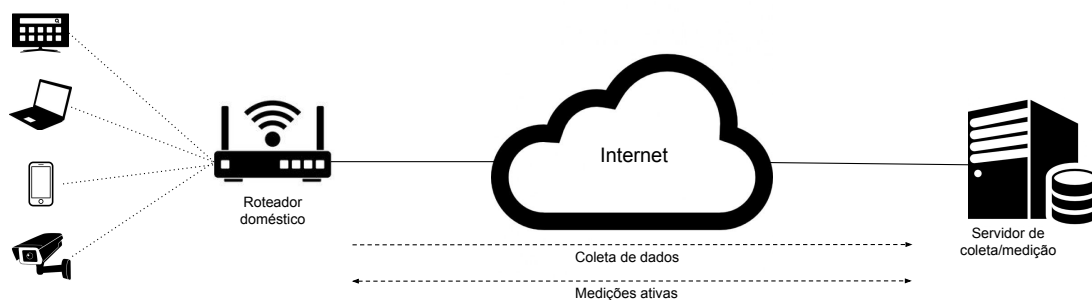 Internet
Roteador
doméstico
Servidor de
coleta/medição
Coleta de dados
Medições ativas